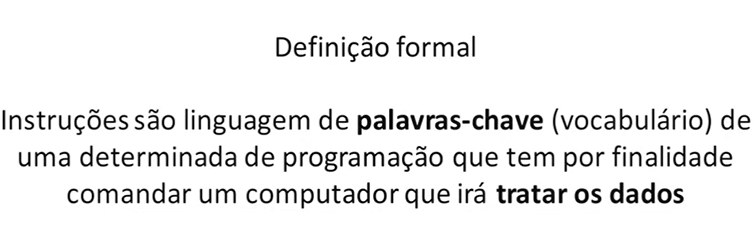 Definição formal
Instruções são linguagem de palavras-chave (vocabulário) de
uma determinada de programação que tem por finalidade
comandar um computador que irá tratar os dados